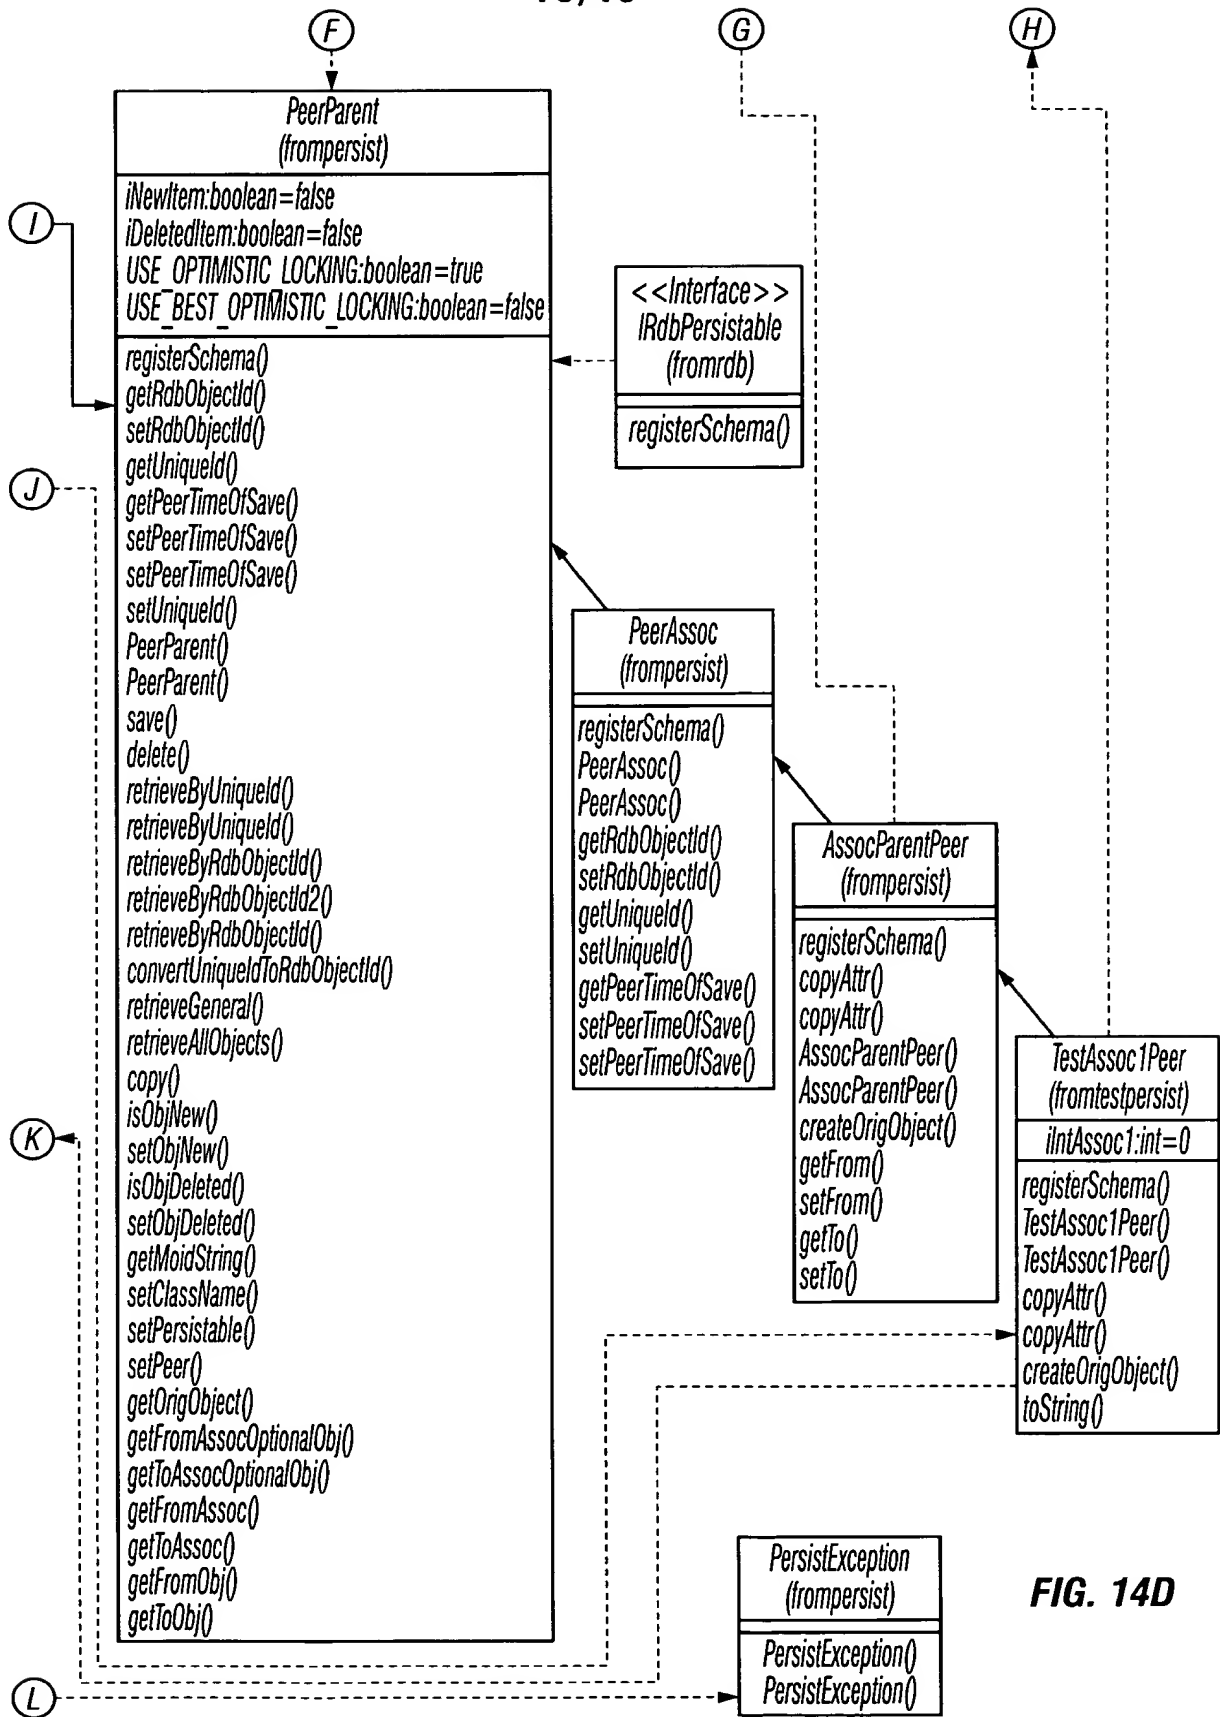 F
G
H
PeerParent
(frompersist)
iNewItem:boolean=false
iDeletedItem:boolean=false
USE_OPTIMISTIC_LOCKING:boolean=true
USE_BEST_OPTIMISTIC_LOCKING:boolean=false
registerSchema()
getRdbObjectId()
setRdbObjectId()
getUniqueId()
getPeerTimeOfSave()
setPeerTimeOfSave()
setPeerTimeOfSave()
setUniqueId()
PeerParent()
PeerParent()
save()
delete()
retrieveByUniqueId()
retrieveByUniqueId()
retrieveByRdbObjectId()
retrieveByRdbObjectId2()
retrieveByRdbObjectId()
convertUniqueIdToRdbObjectId()
retrieveGeneral()
retrieveAllObjects()
copy()
isObjNew()
setObjNew()
isObjDeleted()
setObjDeleted()
getMoidString()
setClassName()
setPersistable()
setPeer()
getOrigObject()
getFromAssocOptionalObj()
getToAssocOptionalObj()
getFromAssoc()
getToAssoc()
getFromObj()
getToObj()
I
J
K
L
<<Interface>>
IRdbPersistable
(fromrdb)
registerSchema()
PeerAssoc
(frompersist)
registerSchema()
PeerAssoc()
PeerAssoc()
getRdbObjectId()
setRdbObjectId()
getUniqueId()
setUniqueId()
getPeerTimeOfSave()
setPeerTimeOfSave()
setPeerTimeOfSave()
AssocParentPeer
(frompersist)
registerSchema()
copyAttr()
copyAttr()
AssocParentPeer()
AssocParentPeer()
createOrigObject()
getFrom()
setFrom()
getTo()
setTo()
TestAssoc1Peer
(fromtestpersist)
iIntAssoc1:int=0
registerSchema()
TestAssoc1Peer()
TestAssoc1Peer()
copyAttr()
copyAttr()
createOrigObject()
toString()
PersistException
(frompersist)
PersistException()
PersistException()
FIG. 14D